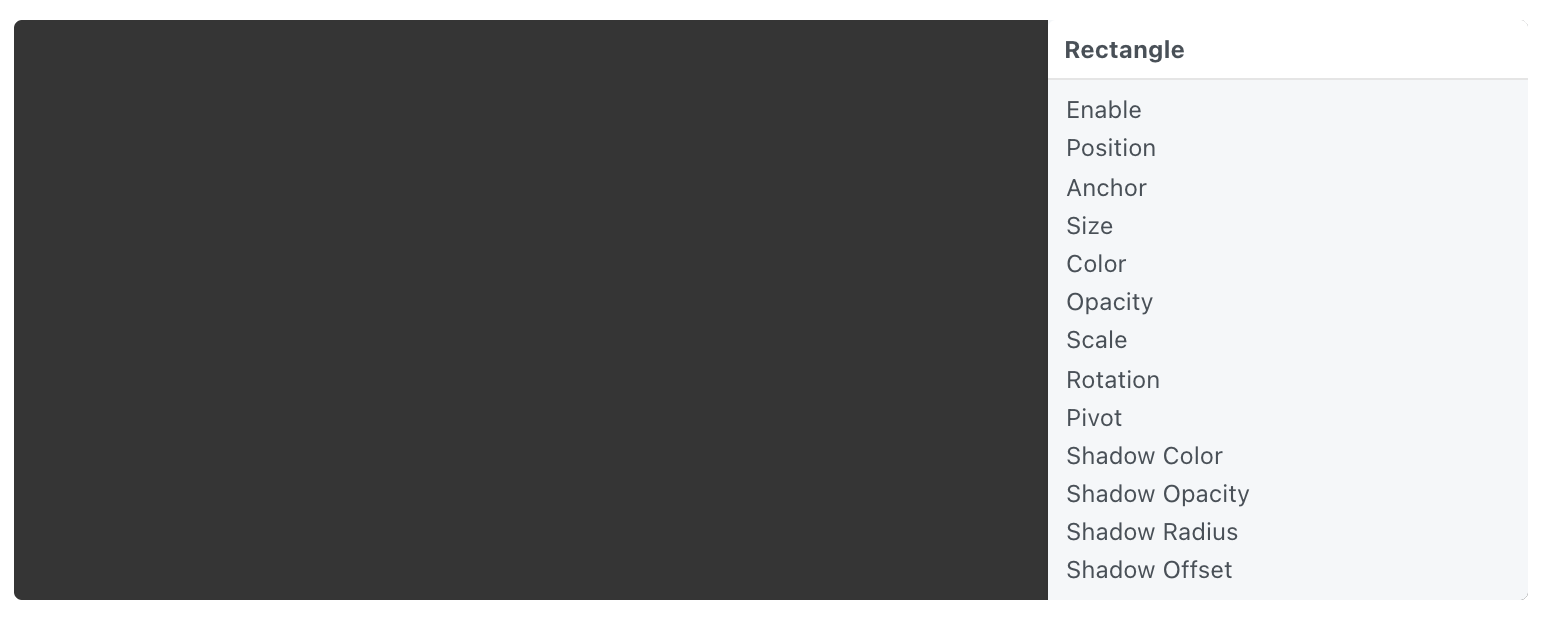 Rectangle
Enable
Position
Anchor
Size
Color
Opacity
Scale
Rotation
Pivot
Shadow Color
Shadow Opacity
Shadow Radius
Shadow Offset